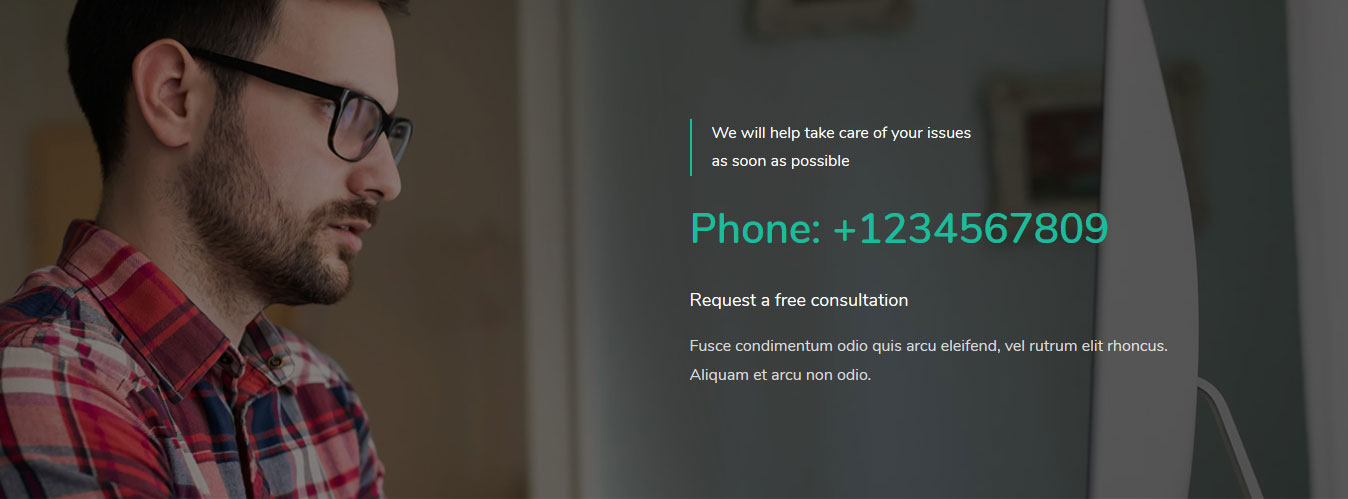 We will help take care of your issues
as soon as possible
Phone: +1234567809
Request a free consultation
Fusce condimentum odio quis arcu eleifend, vel rutrum elit rhoncus.
Aliquam et arcu non odio.